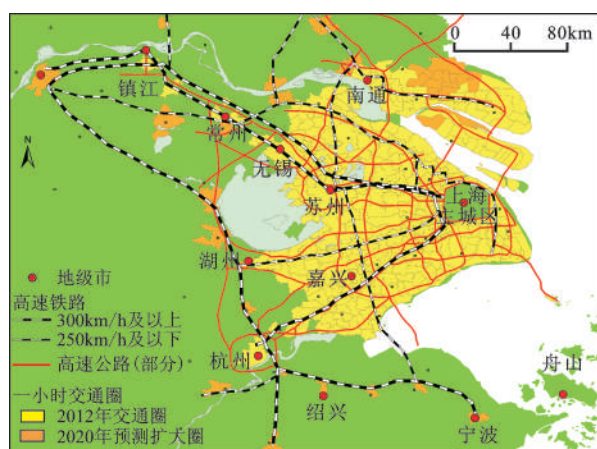 0 40 80km
镇江
南通
常州
N
无锡
苏州
上海
主城区
湖州
嘉兴
地级市
高速铁路
300km/h及以上
250km/h及以下
高速公路(部分)
杭州
舟山
一小时交通圈
2012年交通圈
绍兴
宁波
2020年预测扩大圈